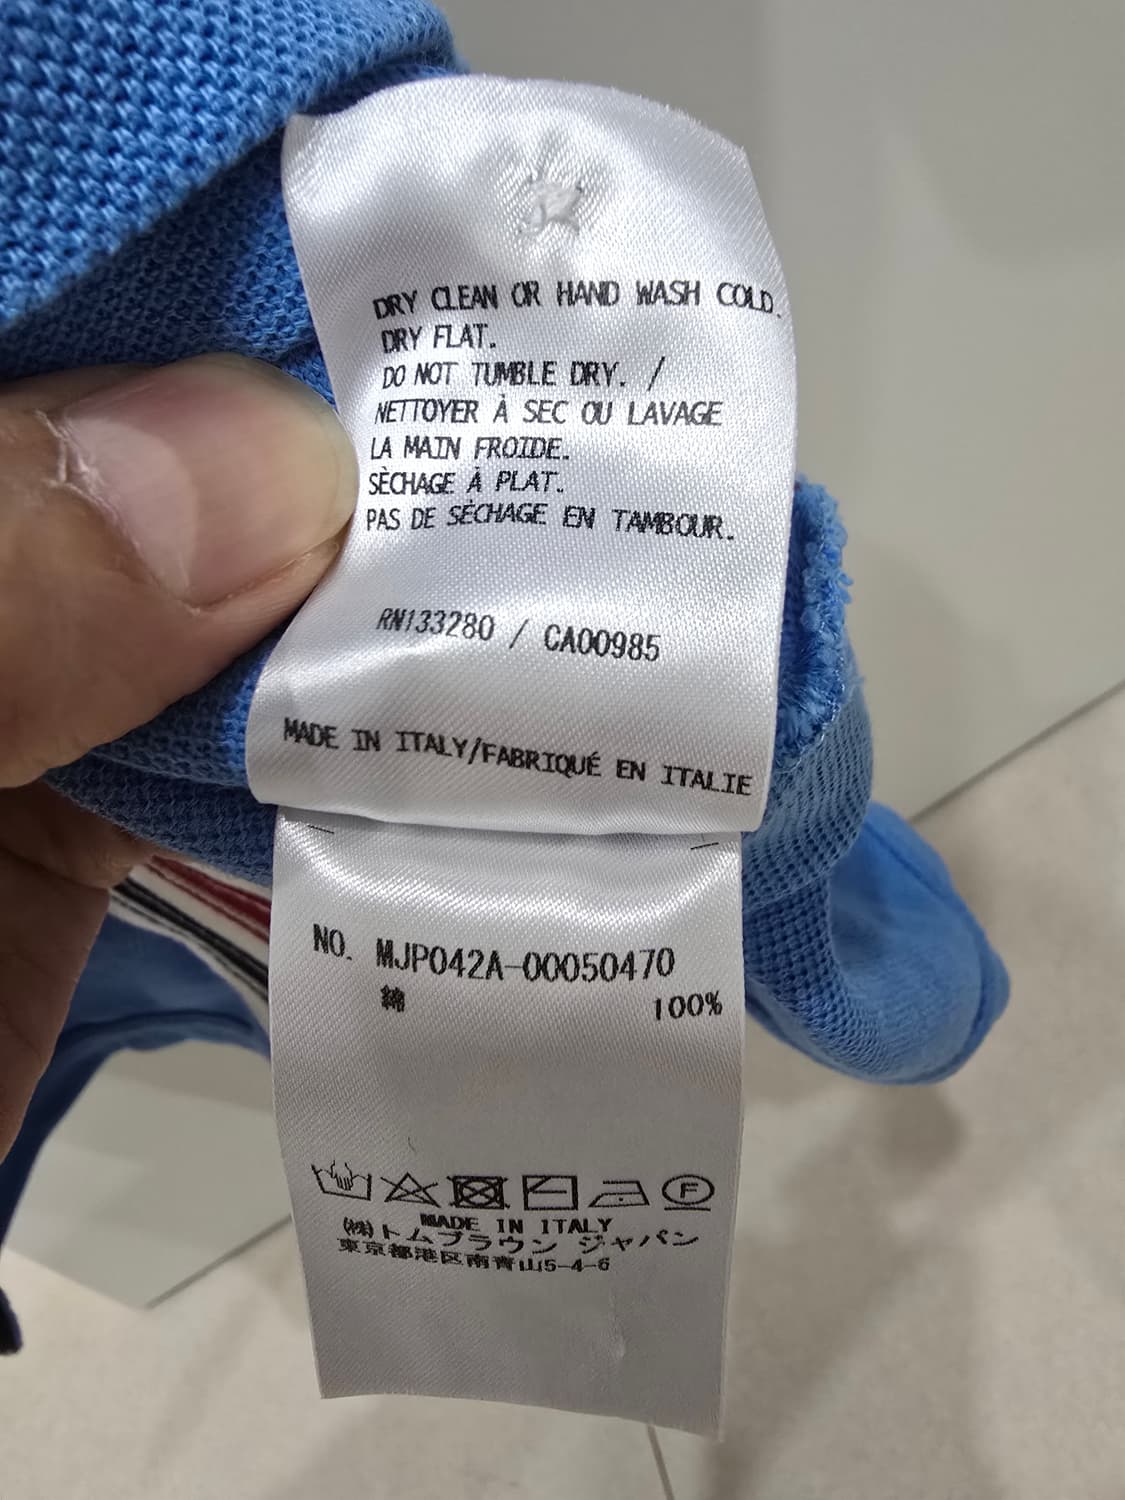 DRY CLEAN OR HAND WASH COLD.
DRY FLAT.
DO NOT TUMBLE DRY. /
NETTOYER À SEC OU LAVAGE
LA MAIN FROIDE.
SÈCHAGE À PLAT.
PAS DE SÉCHAGE EN TAMBOUR.
RN133280 / CA00985
MADE IN ITALY/FABRIQUÉ EN ITALIE
NO. MJP042A-00050470
綿 100%
F
MADE IN ITALY
㈱トムブラウン ジャパン
東京都港区南青山5-4-6